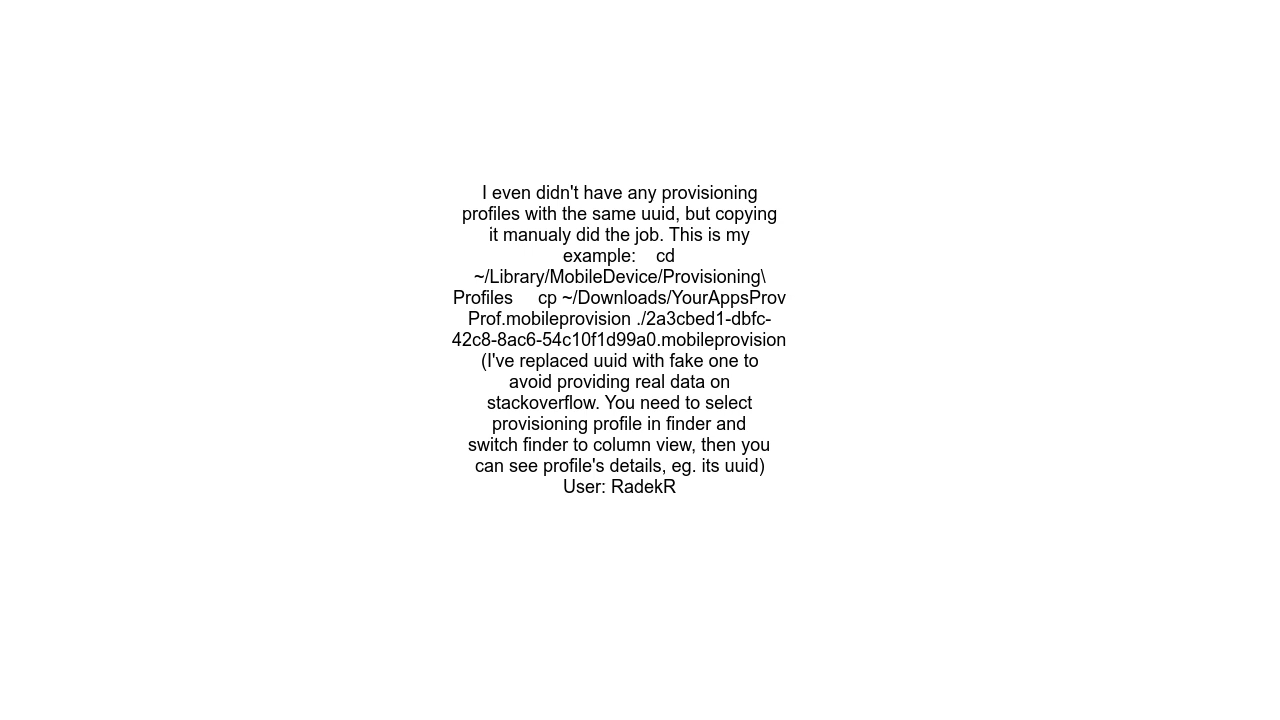 I even didn't have any provisioning
profiles with the same uuid, but copying
it manualy did the job. This is my
example:    cd
~/Library/MobileDevice/Provisioning\
Profiles     cp ~/Downloads/YourAppsProv
Prof.mobileprovision ./2a3cbed1-dbfc-
42c8-8ac6-54c10f1d99a0.mobileprovision
(I've replaced uuid with fake one to
avoid providing real data on
stackoverflow. You need to select
provisioning profile in finder and
switch finder to column view, then you
can see profile's details, eg. its uuid)
User: RadekR